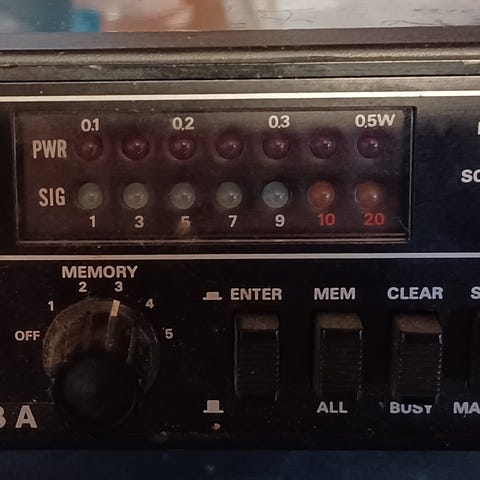 0.1 0.2 0.3 0.5W
PWR
SIG
1 3 5 7 9 10 20
MEMORY
OFF 1 2 3 4 5
ENTER MEM CLEAR
ALL BUSY
A